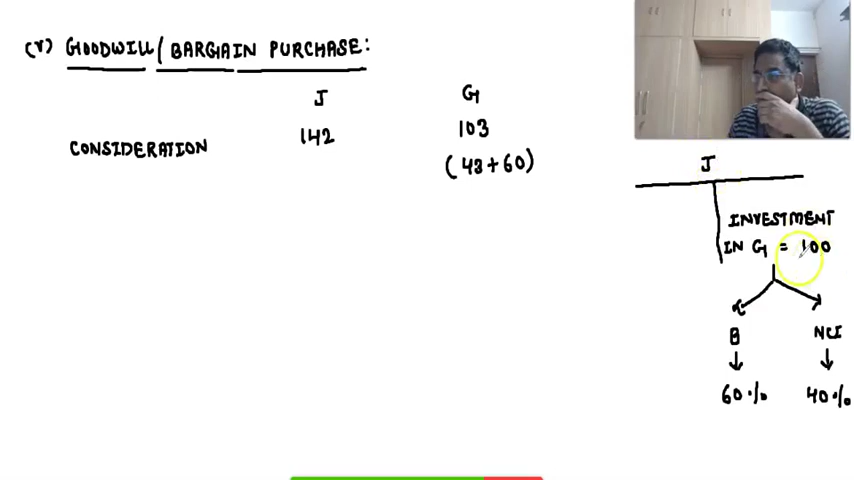 (V) GOODWILL / BARGAIN PURCHASE:
J G
CONSIDERATION 142 103
(43+60)
J
INVESTMENT
IN G = 100
B NCI
60% 40%